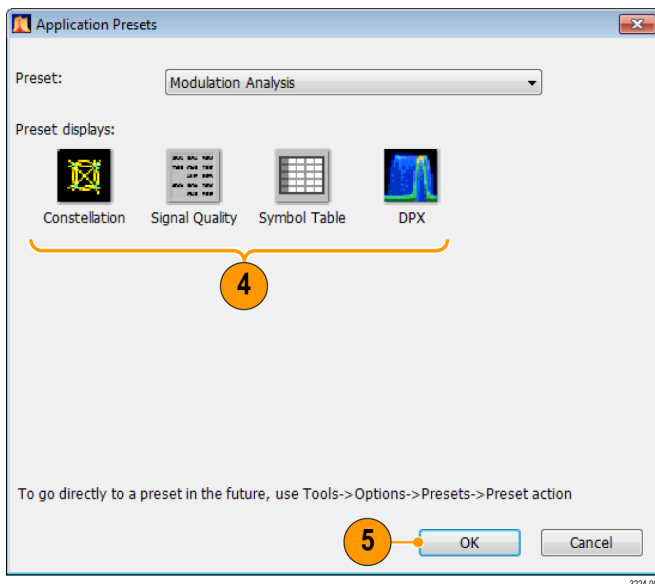 Application Presets
Preset:
Modulation Analysis
Preset displays:
Constellation
Signal Quality
Symbol Table
DPX
4
To go directly to a preset in the future, use Tools->Options->Presets->Preset action
5
OK
Cancel